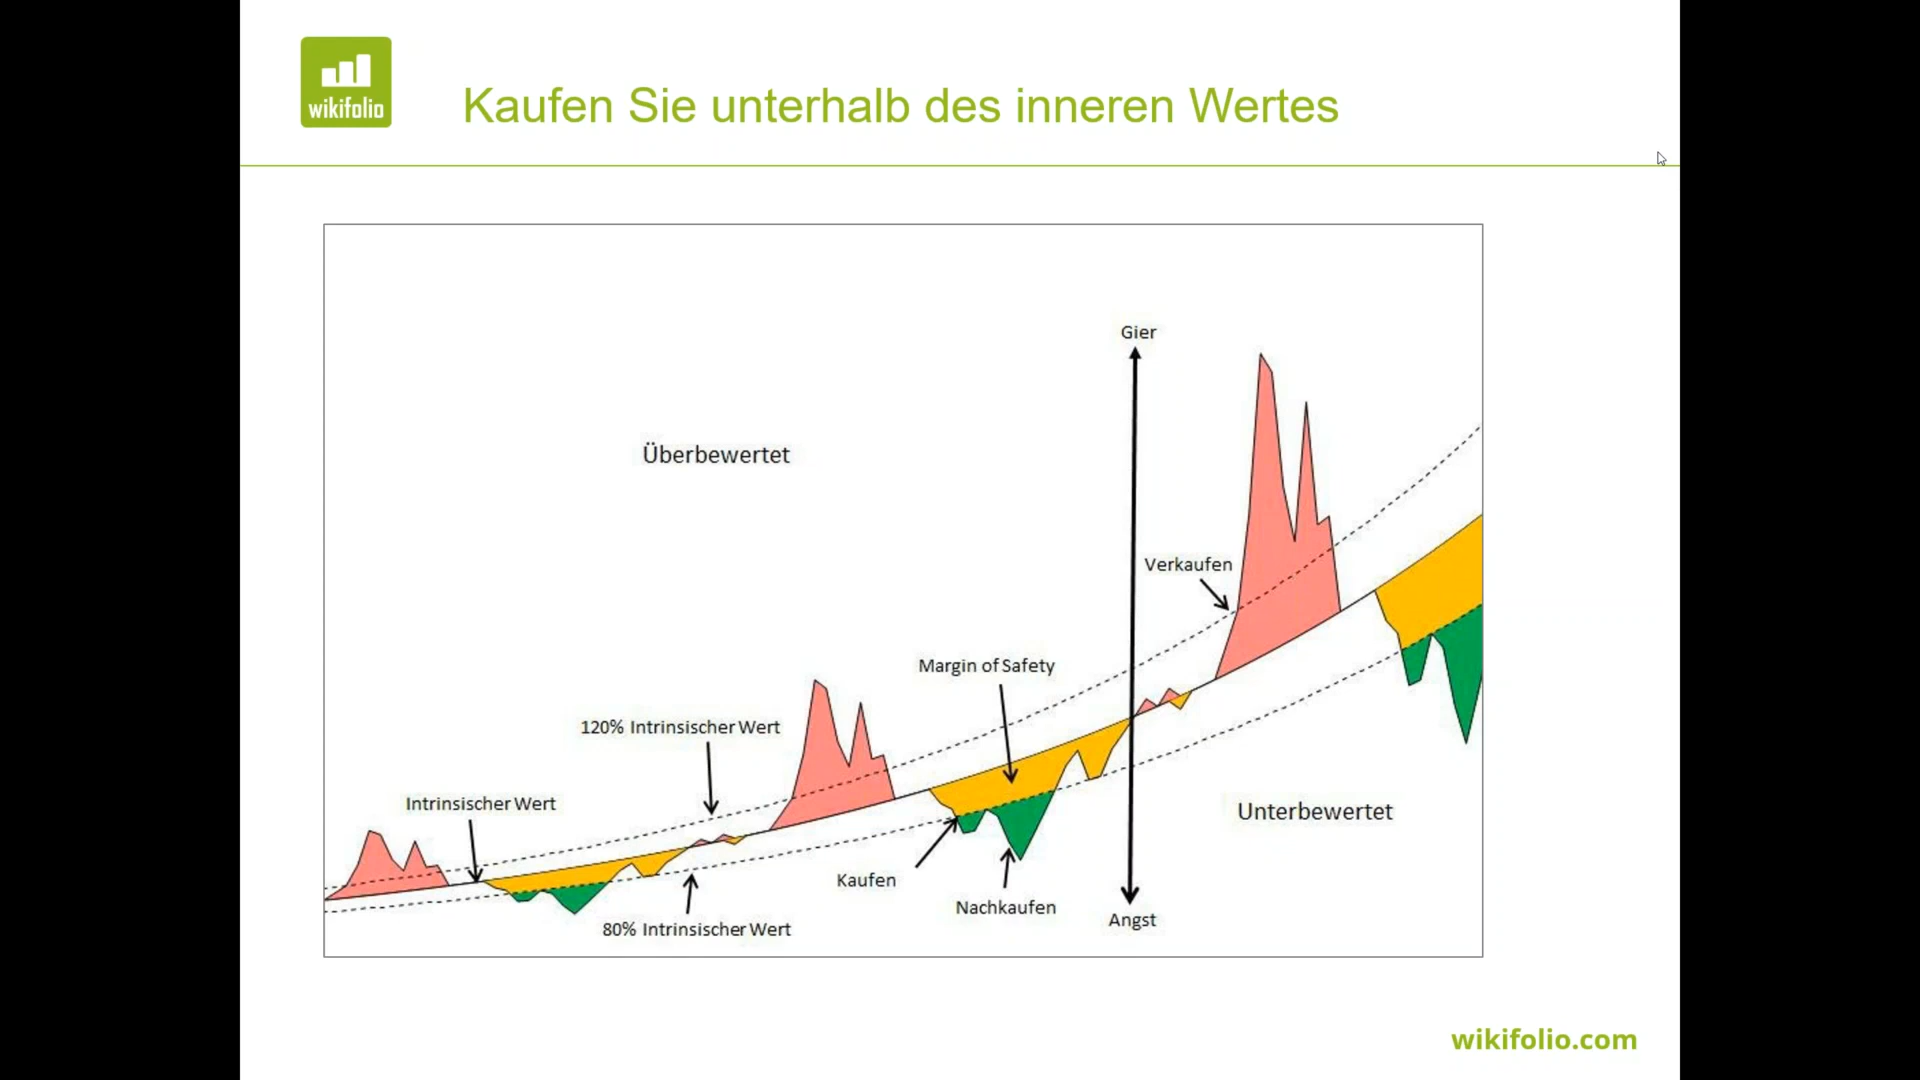 wikifolio
Kaufen Sie unterhalb des inneren Wertes
Gier
Überbewertet
Verkaufen
Margin of Safety
120% Intrinsischer Wert
Intrinsischer Wert
Unterbewertet
Kaufen
Nachkaufen
Angst
80% Intrinsischer Wert
wikifolio.com